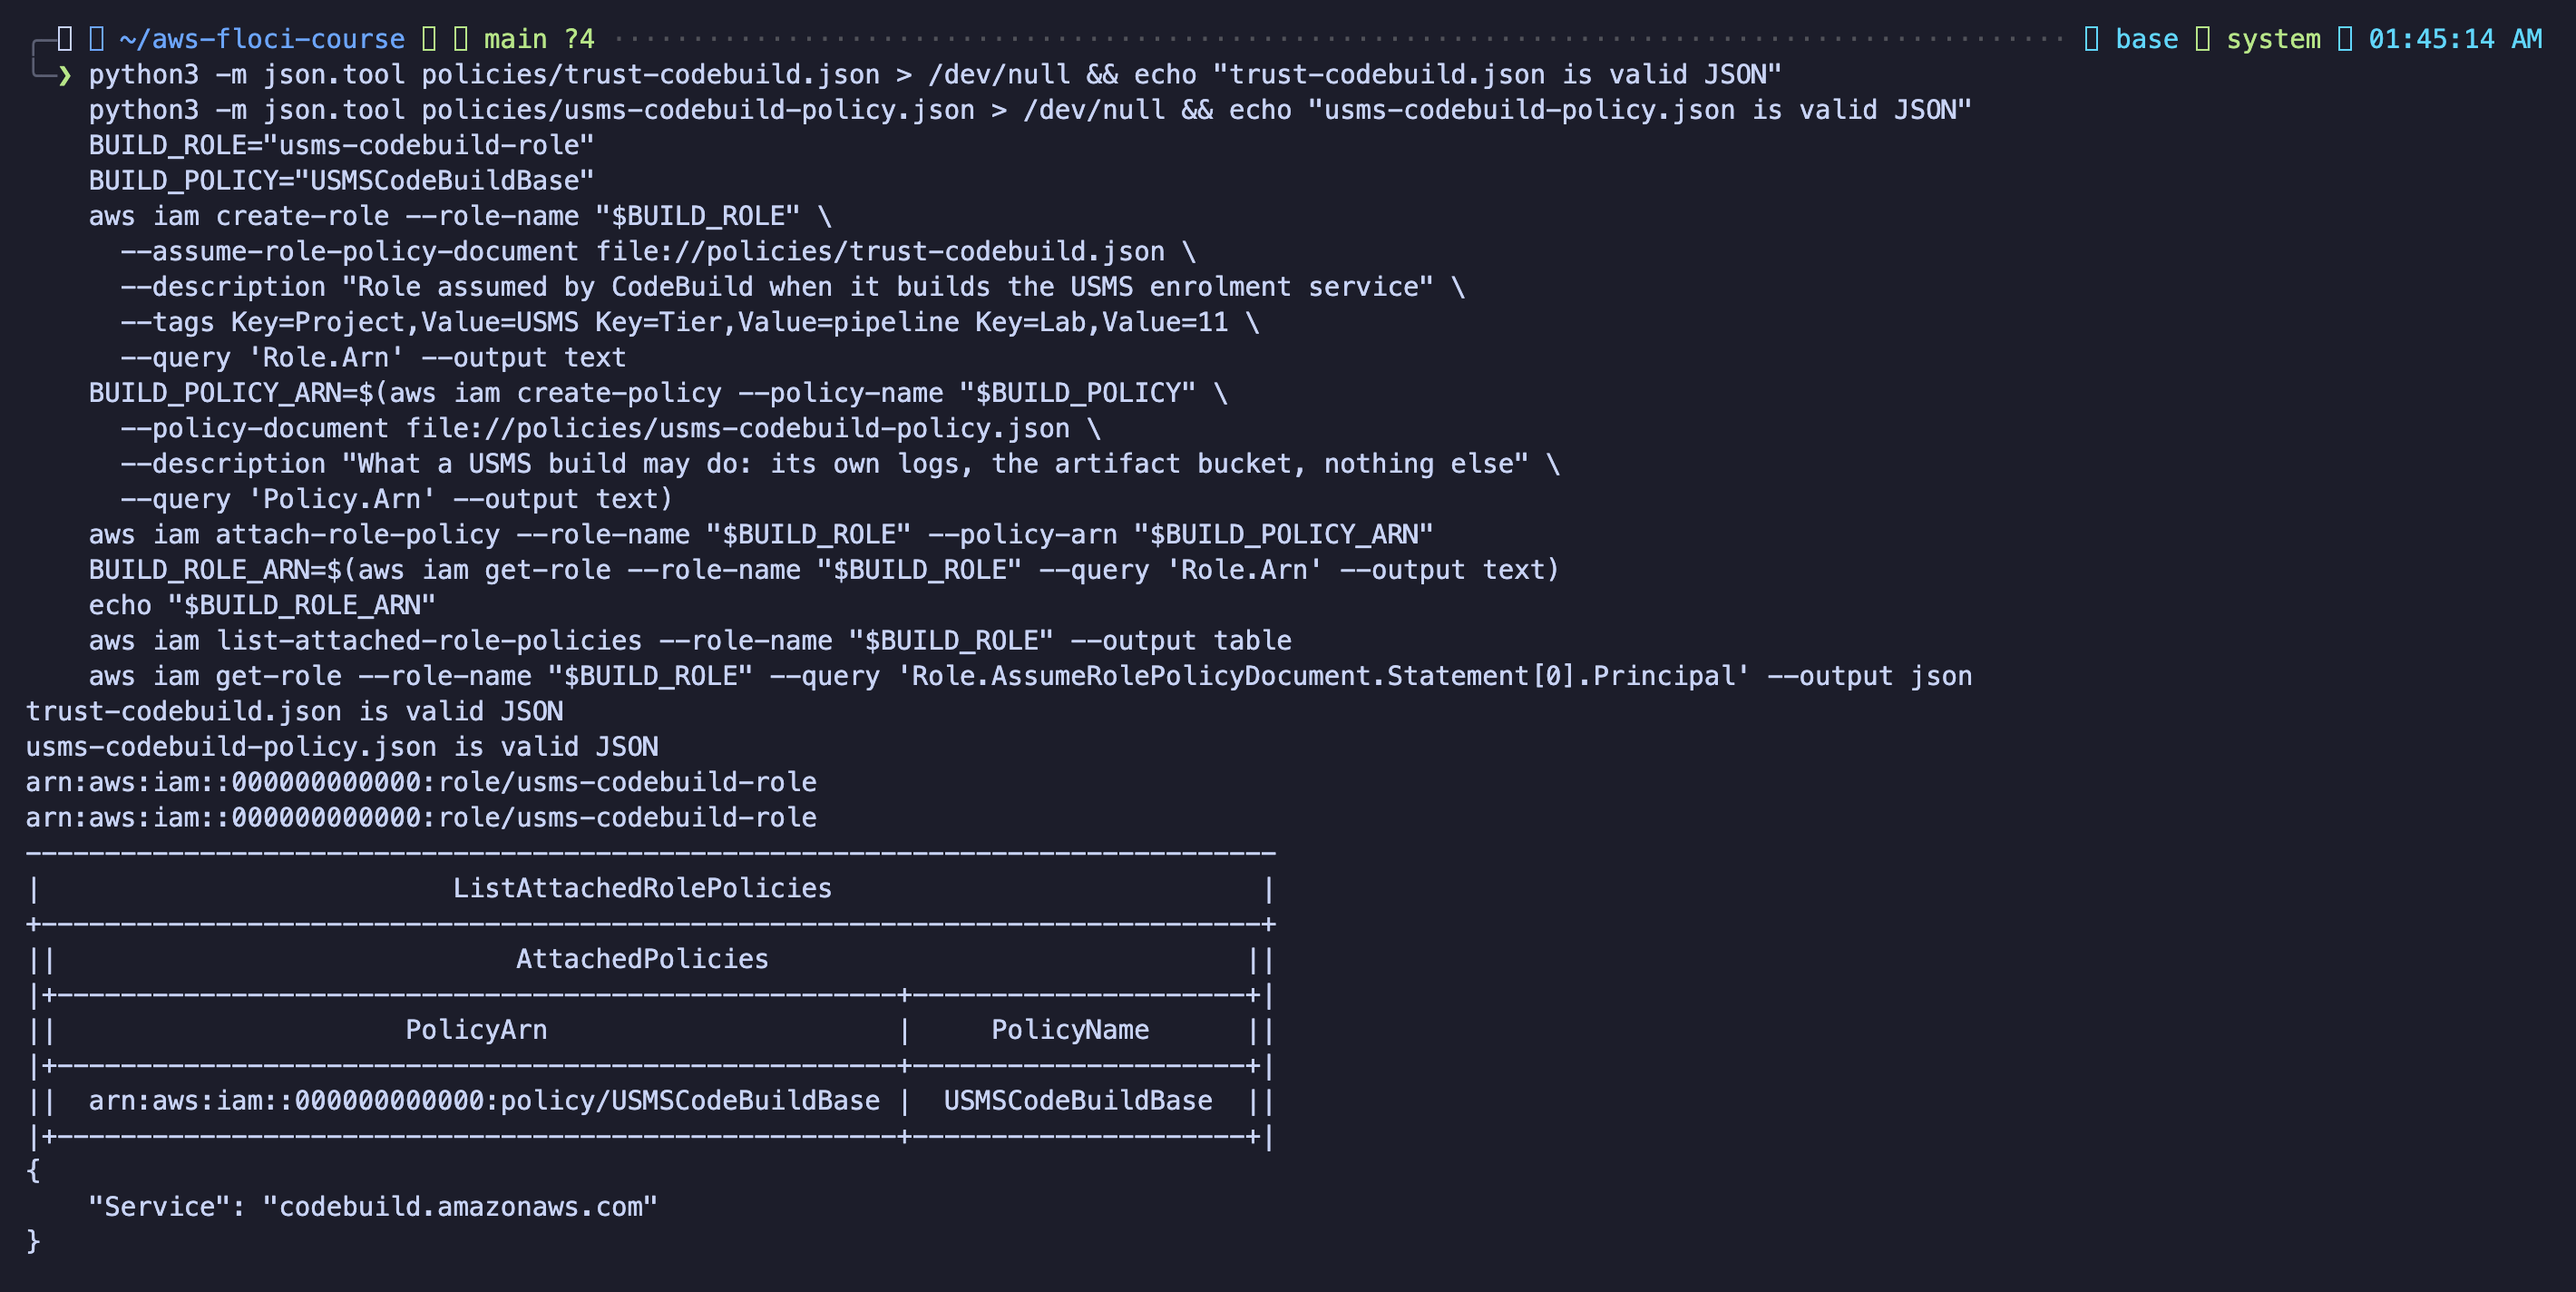 ~/aws-floci-course main ?4 base system 01:45:14 AM
❯ python3 -m json.tool policies/trust-codebuild.json > /dev/null && echo "trust-codebuild.json is valid JSON"
python3 -m json.tool policies/usms-codebuild-policy.json > /dev/null && echo "usms-codebuild-policy.json is valid JSON"
BUILD_ROLE="usms-codebuild-role"
BUILD_POLICY="USMSCodeBuildBase"
aws iam create-role --role-name "$BUILD_ROLE" \
--assume-role-policy-document file://policies/trust-codebuild.json \
--description "Role assumed by CodeBuild when it builds the USMS enrolment service" \
--tags Key=Project,Value=USMS Key=Tier,Value=pipeline Key=Lab,Value=11 \
--query 'Role.Arn' --output text
BUILD_POLICY_ARN=$(aws iam create-policy --policy-name "$BUILD_POLICY" \
--policy-document file://policies/usms-codebuild-policy.json \
--description "What a USMS build may do: its own logs, the artifact bucket, nothing else" \
--query 'Policy.Arn' --output text)
aws iam attach-role-policy --role-name "$BUILD_ROLE" --policy-arn "$BUILD_POLICY_ARN"
BUILD_ROLE_ARN=$(aws iam get-role --role-name "$BUILD_ROLE" --query 'Role.Arn' --output text)
echo "$BUILD_ROLE_ARN"
aws iam list-attached-role-policies --role-name "$BUILD_ROLE" --output table
aws iam get-role --role-name "$BUILD_ROLE" --query 'Role.AssumeRolePolicyDocument.Statement[0].Principal' --output json
trust-codebuild.json is valid JSON
usms-codebuild-policy.json is valid JSON
arn:aws:iam::000000000000:role/usms-codebuild-role
arn:aws:iam::000000000000:role/usms-codebuild-role
-------------------------------------------------------------------------------
| ListAttachedRolePolicies |
+-----------------------------------------------------------------------------+
|| AttachedPolicies ||
|+-----------------------------------------------------+---------------------+|
|| PolicyArn | PolicyName ||
|+-----------------------------------------------------+---------------------+|
|| arn:aws:iam::000000000000:policy/USMSCodeBuildBase | USMSCodeBuildBase ||
|+-----------------------------------------------------+---------------------+|
{
"Service": "codebuild.amazonaws.com"
}